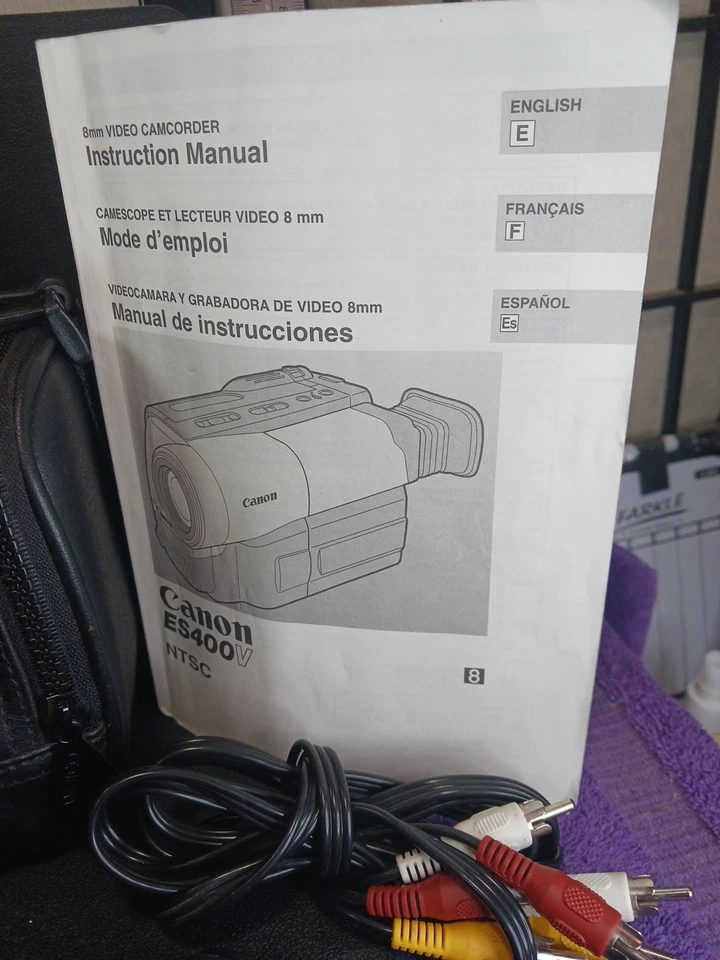 8mm VIDEO CAMCORDER
Instruction Manual
ENGLISH
E
CAMESCOPE ET LECTEUR VIDEO 8 mm
Mode d'emploi
FRANÇAIS
F
VIDEOCAMARA Y GRABADORA DE VIDEO 8mm
Manual de instrucciones
ESPAÑOL
Es
Canon
Canon
ES400V
NTSC
8
FARKLE